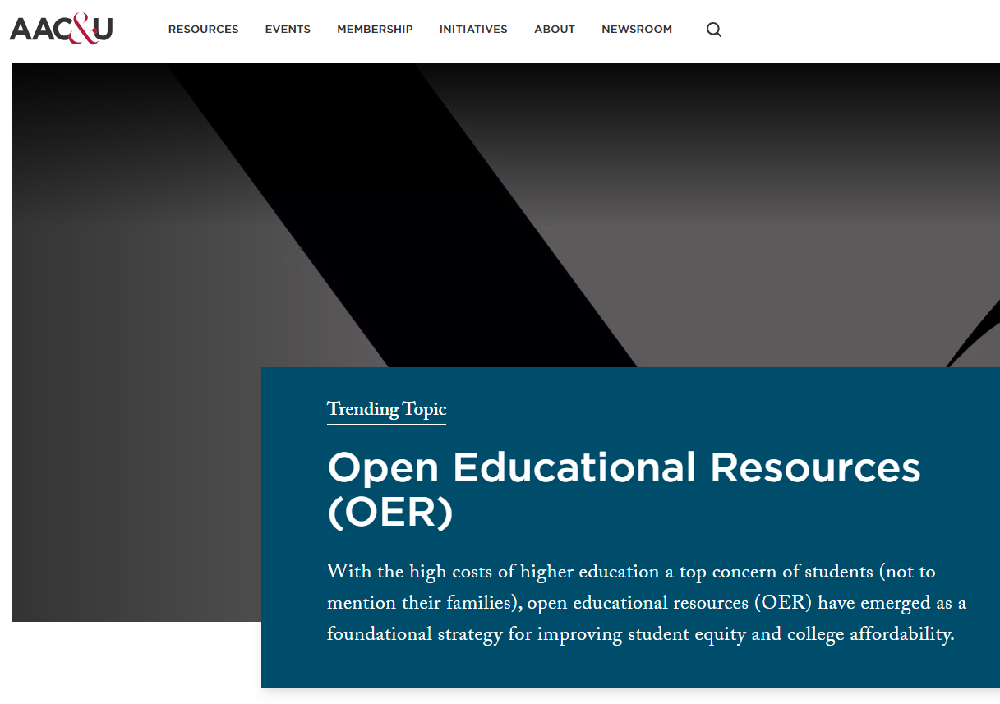 AAC&U
RESOURCES EVENTS MEMBERSHIP INITIATIVES ABOUT NEWSROOM
Trending Topic
Open Educational Resources
(OER)
With the high costs of higher education a top concern of students (not to
mention their families), open educational resources (OER) have emerged as a
foundational strategy for improving student equity and college affordability.